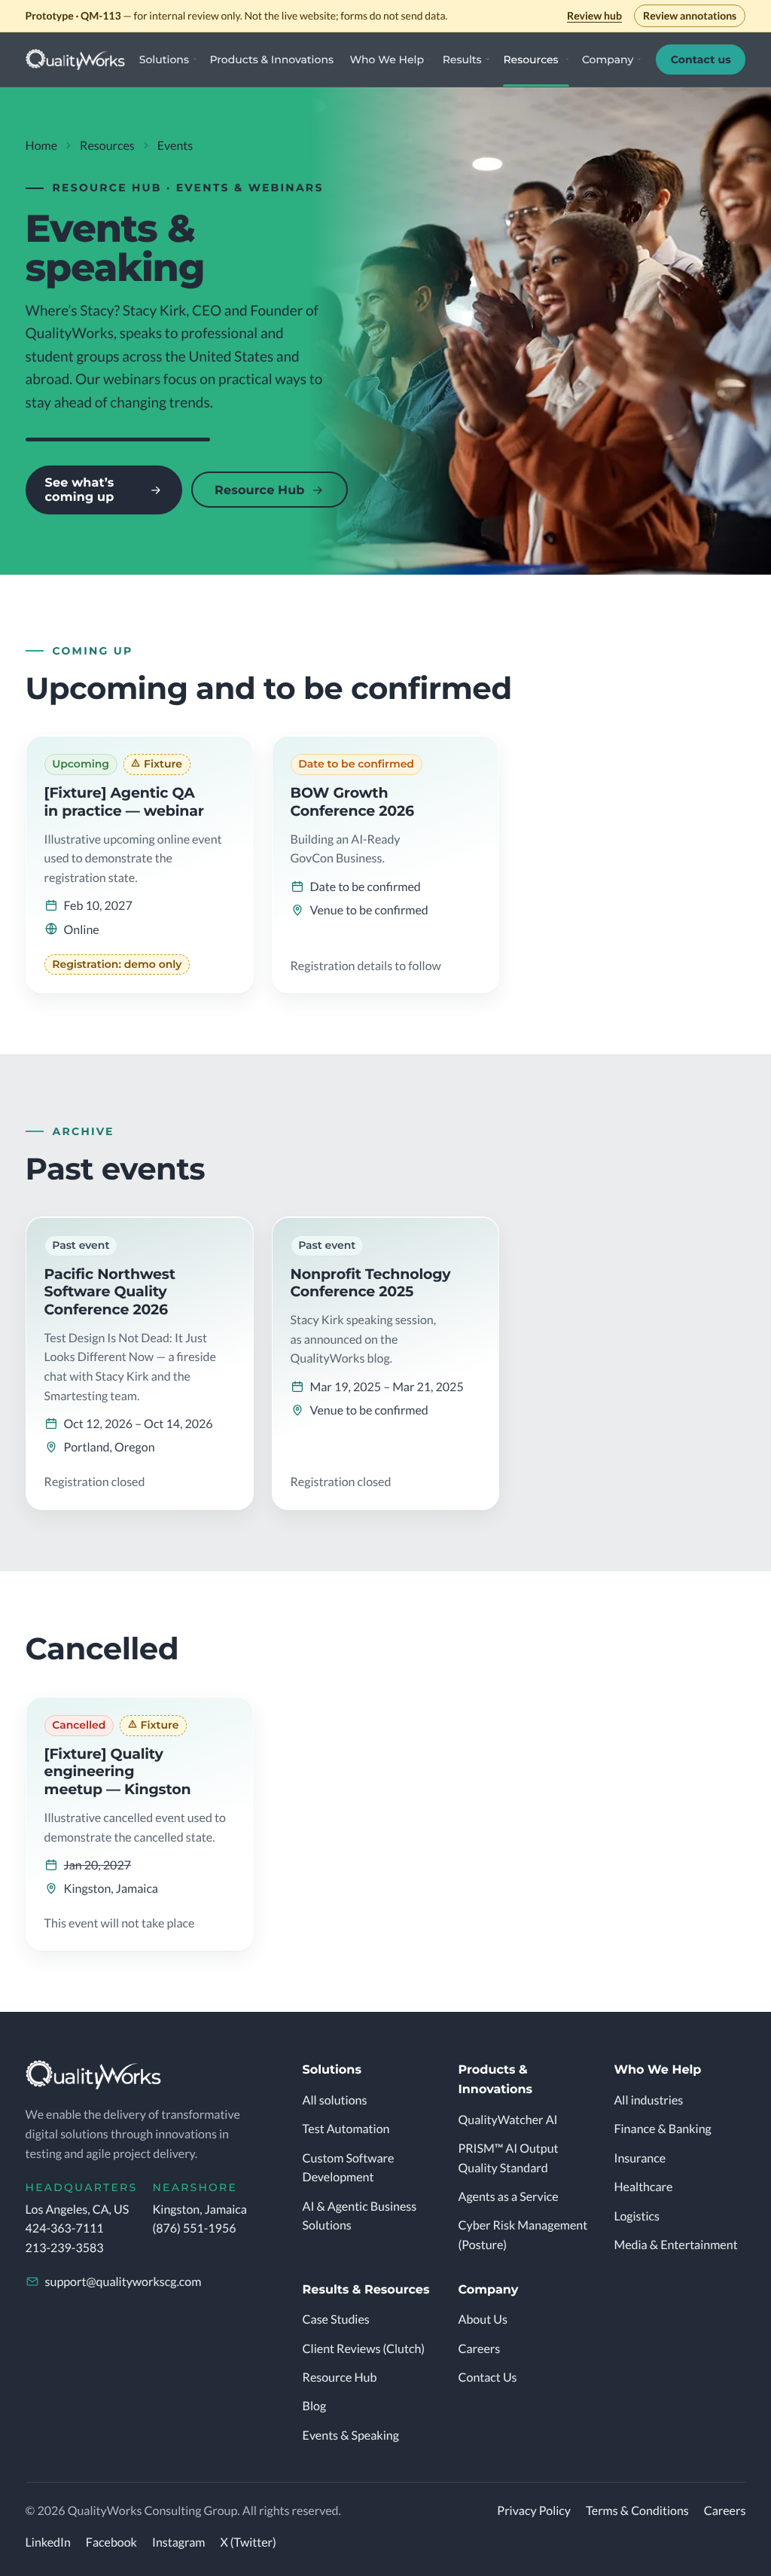 Prototype · QM-113 — for internal review only. Not the live website; forms do not send data.
Review hub
Review annotations
QualityWorks
Solutions
Products & Innovations
Who We Help
Results
Resources
Company
Contact us
Home
Resources
Events
RESOURCE HUB · EVENTS & WEBINARS
Events &
speaking
Where’s Stacy? Stacy Kirk, CEO and Founder of
QualityWorks, speaks to professional and
student groups across the United States and
abroad. Our webinars focus on practical ways to
stay ahead of changing trends.
See what’s
coming up
Resource Hub
COMING UP
Upcoming and to be confirmed
Upcoming
Fixture
[Fixture] Agentic QA
in practice — webinar
Illustrative upcoming online event
used to demonstrate the
registration state.
Feb 10, 2027
Online
Registration: demo only
Date to be confirmed
BOW Growth
Conference 2026
Building an AI-Ready
GovCon Business.
Date to be confirmed
Venue to be confirmed
Registration details to follow
ARCHIVE
Past events
Past event
Pacific Northwest
Software Quality
Conference 2026
Test Design Is Not Dead: It Just
Looks Different Now — a fireside
chat with Stacy Kirk and the
Smartesting team.
Oct 12, 2026 – Oct 14, 2026
Portland, Oregon
Registration closed
Past event
Nonprofit Technology
Conference 2025
Stacy Kirk speaking session,
as announced on the
QualityWorks blog.
Mar 19, 2025 – Mar 21, 2025
Venue to be confirmed
Registration closed
Cancelled
Cancelled
Fixture
[Fixture] Quality
engineering
meetup — Kingston
Illustrative cancelled event used to
demonstrate the cancelled state.
Jan 20, 2027
Kingston, Jamaica
This event will not take place
QualityWorks
We enable the delivery of transformative
digital solutions through innovations in
testing and agile project delivery.
HEADQUARTERS
Los Angeles, CA, US
424-363-7111
213-239-3583
NEARSHORE
Kingston, Jamaica
(876) 551-1956
support@qualityworkscg.com
Solutions
All solutions
Test Automation
Custom Software
Development
AI & Agentic Business
Solutions
Products &
Innovations
QualityWatcher AI
PRISM™ AI Output
Quality Standard
Agents as a Service
Cyber Risk Management
(Posture)
Who We Help
All industries
Finance & Banking
Insurance
Healthcare
Logistics
Media & Entertainment
Results & Resources
Case Studies
Client Reviews (Clutch)
Resource Hub
Blog
Events & Speaking
Company
About Us
Careers
Contact Us
© 2026 QualityWorks Consulting Group. All rights reserved.
Privacy Policy
Terms & Conditions
Careers
LinkedIn
Facebook
Instagram
X (Twitter)